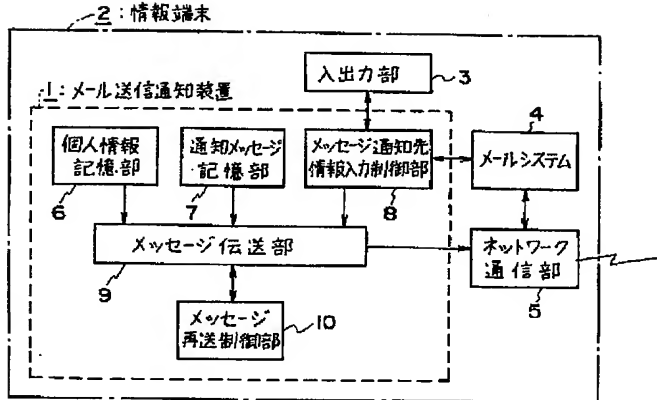 2：情報端末
1：メール送信通知装置
入出力部
3
4
個人情報
記憶部
6
通知メッセージ
記憶部
7
メッセージ通知先
情報入力制御部
8
メールシステム
メッセージ伝送部
9
ネットワーク
通信部
5
メッセージ
再送制御部
10